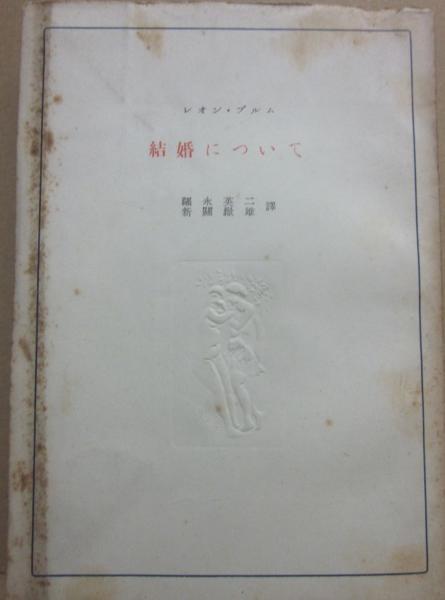 レオン・ブルム
結婚について
永英二
新關嶽雄 譯